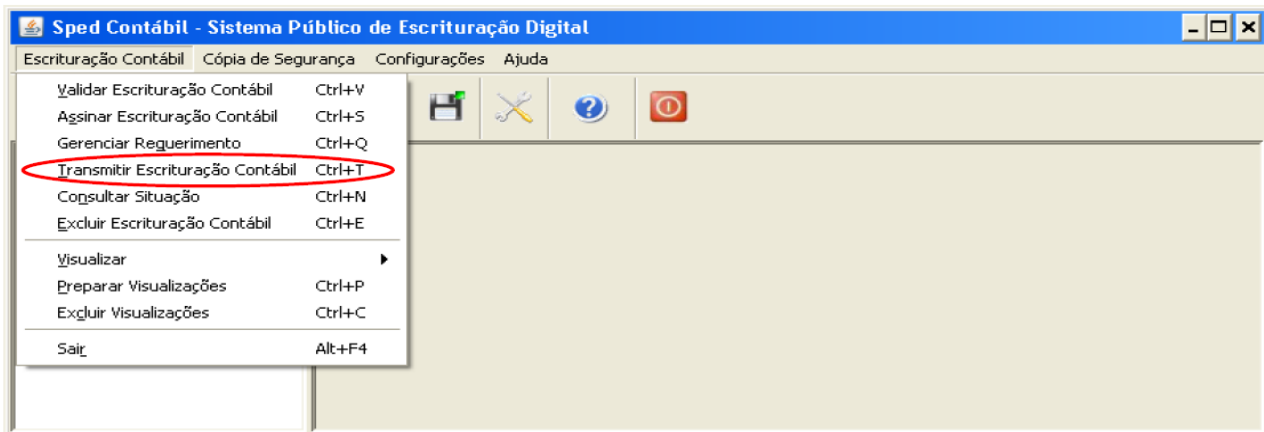 Sped Contábil - Sistema Público de Escrituração Digital
Escrituração Contábil Cópia de Segurança Configurações Ajuda
Validar Escrituração Contábil Ctrl+V
Assinar Escrituração Contábil Ctrl+S
Gerenciar Requerimento Ctrl+Q
Transmitir Escrituração Contábil Ctrl+T
Consultar Situação Ctrl+N
Excluir Escrituração Contábil Ctrl+E
Visualizar
Preparar Visualizações Ctrl+P
Excluir Visualizações Ctrl+C
Sair Alt+F4